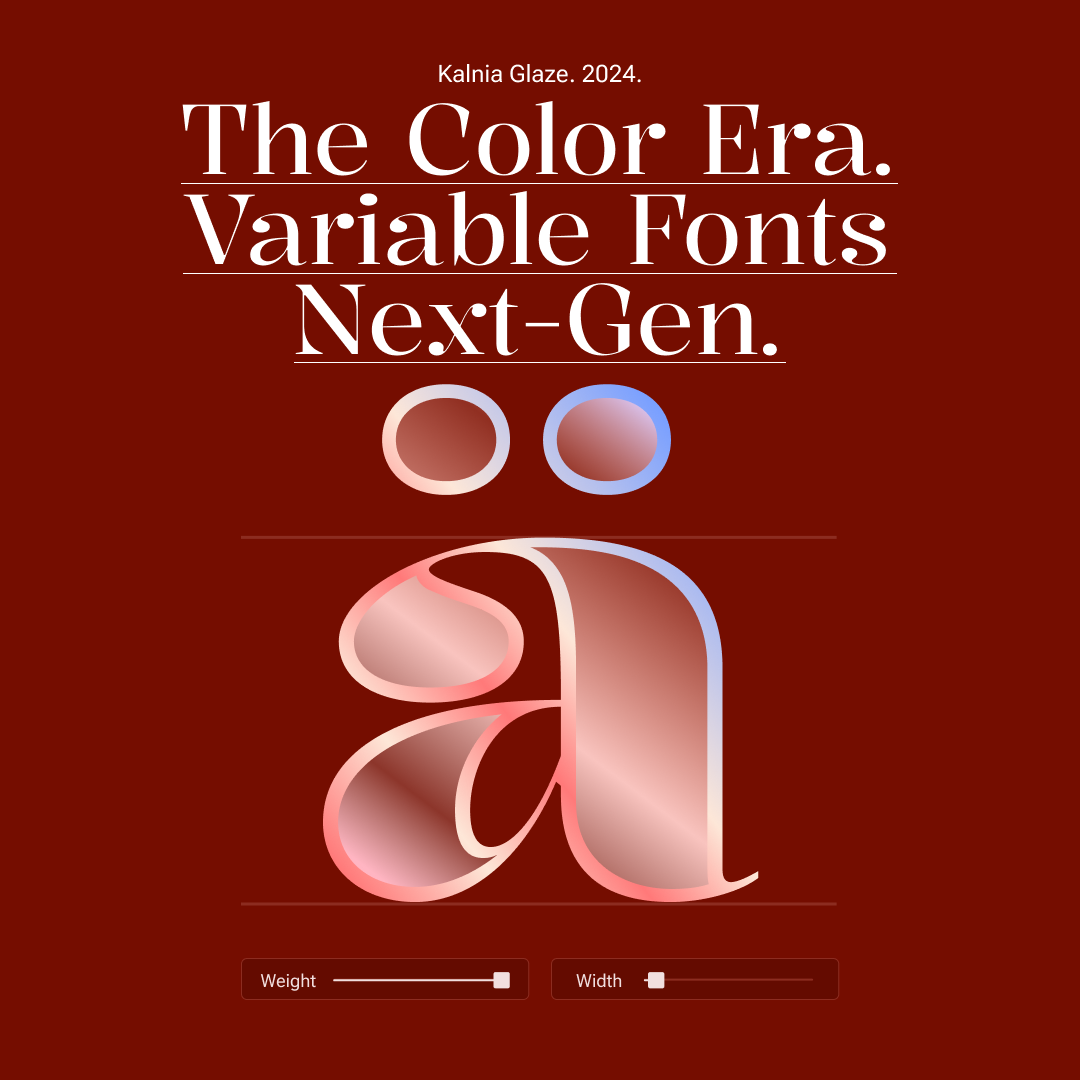 Kalnia Glaze. 2024.
The Color Era.
Variable Fonts
Next-Gen.
ä
Weight
Width